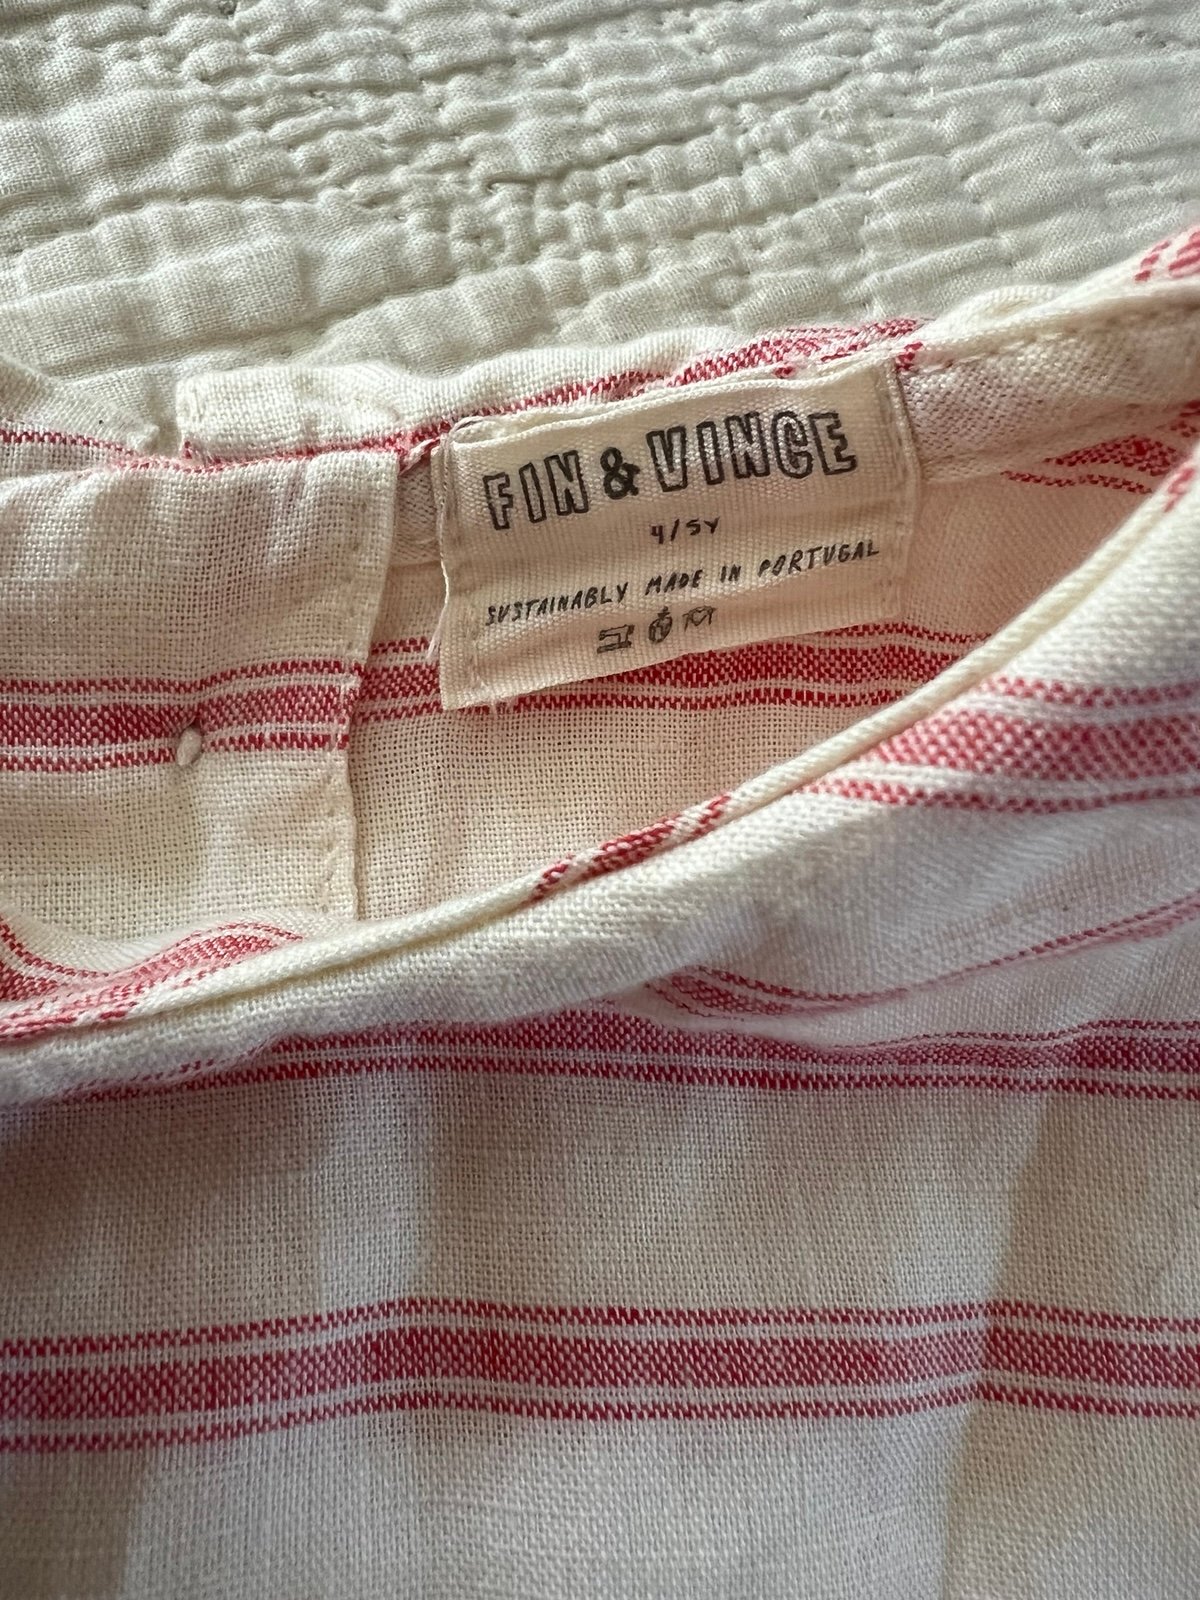 FIN & VINCE
4/5Y
SUSTAINABLY MADE IN PORTUGAL